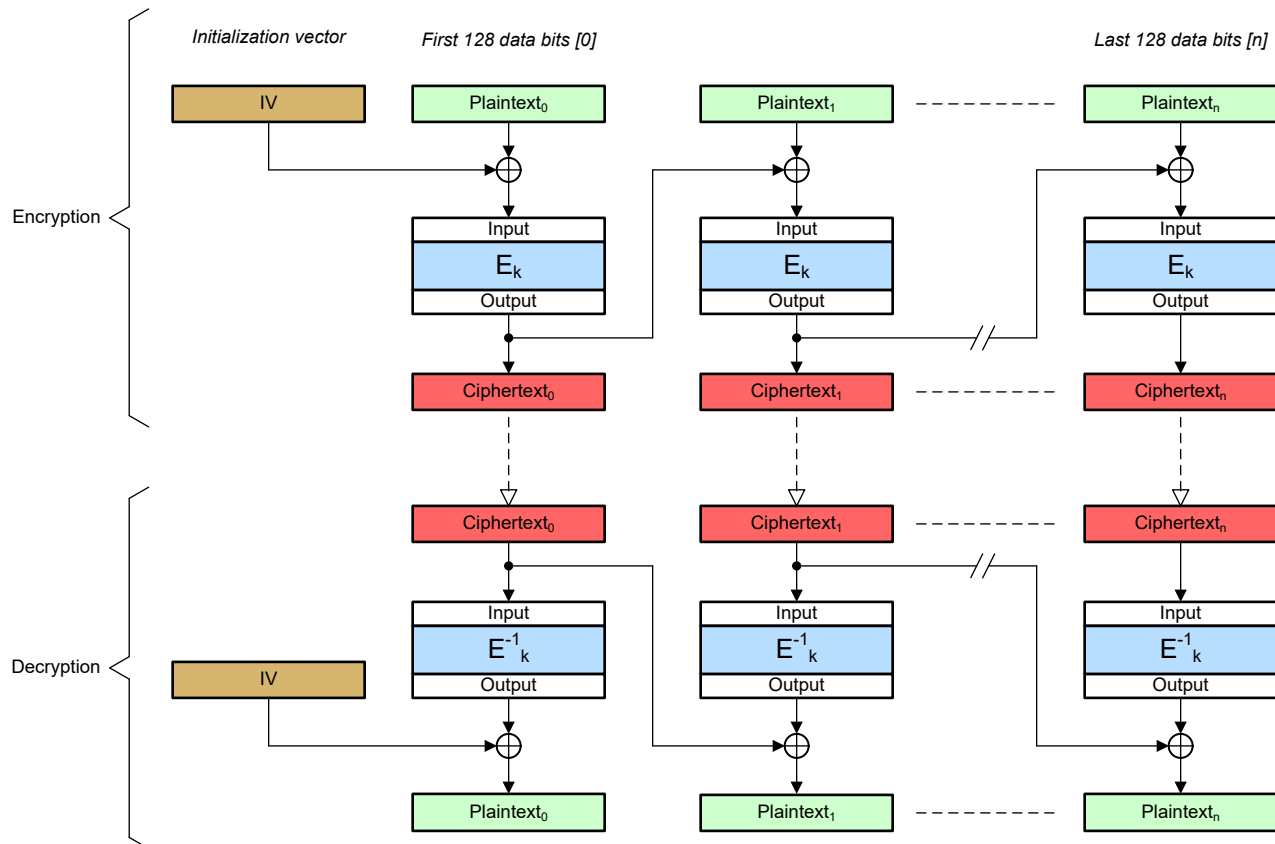 Initialization vector
First 128 data bits [0]
Last 128 data bits [n]
IV
Plaintext₀
Plaintext₁
Plaintextₙ
Encryption
Input
Input
Input
Eₖ
Eₖ
Eₖ
Output
Output
Output
Ciphertext₀
Ciphertext₁
Ciphertextₙ
Ciphertext₀
Ciphertext₁
Ciphertextₙ
Input
Input
Input
Decryption
IV
E⁻¹ₖ
E⁻¹ₖ
E⁻¹ₖ
Output
Output
Output
Plaintext₀
Plaintext₁
Plaintextₙ